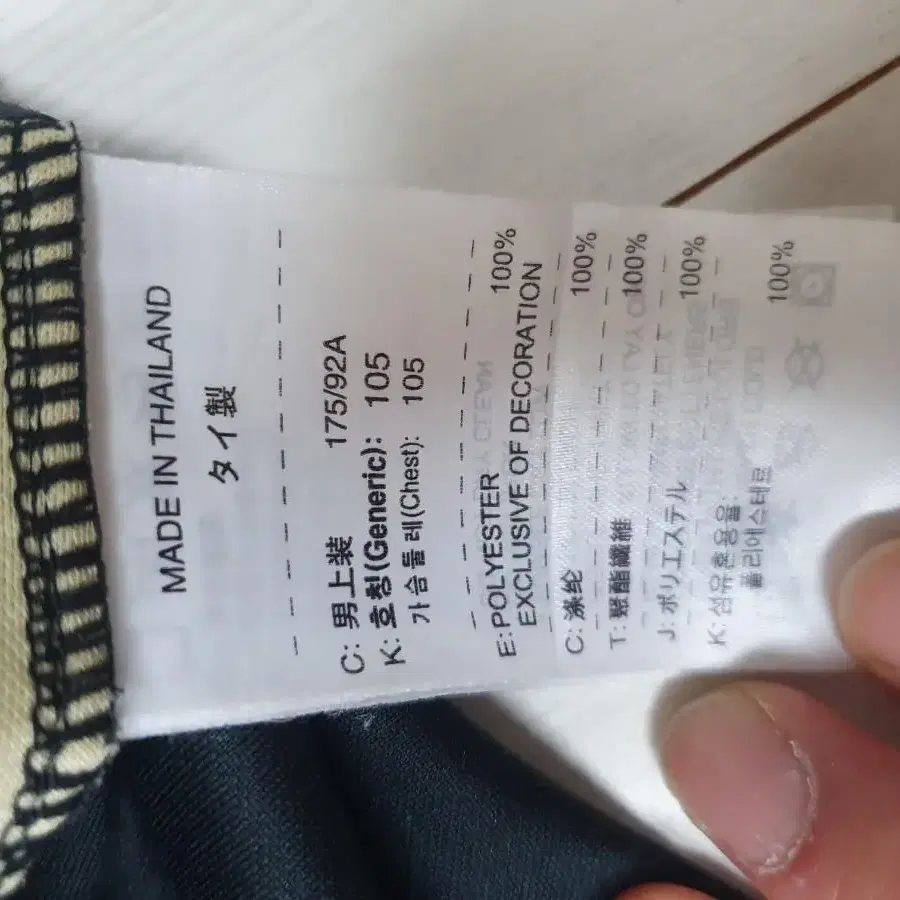 MADE IN THAILAND
タイ製
C: 男上装 175/92A
K: 호칭(Generic): 105
가슴둘레(Chest): 105
E: POLYESTER 100%
EXCLUSIVE OF DECORATION
C: 涤纶 100%
T: 聚酯纖維 100%
J: ポリエステル 100%
K: 섬유혼용율:
폴리에스테르 100%